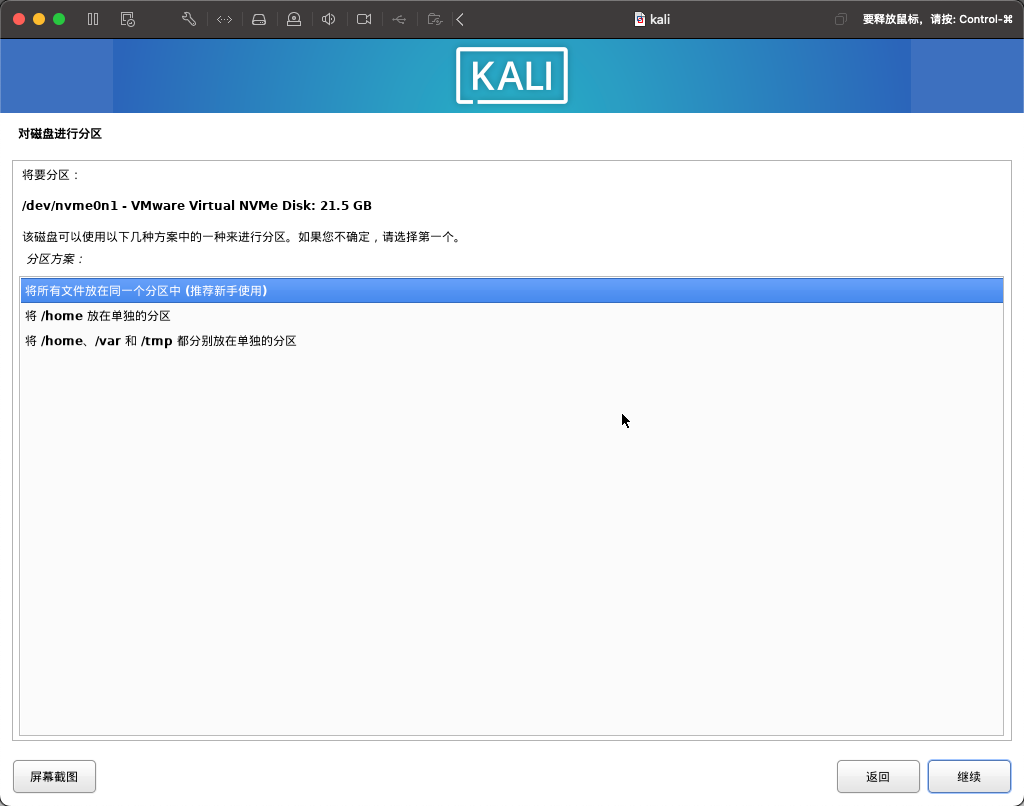 kali
要释放鼠标，请按: Control-⌘
KALI
对磁盘进行分区
将要分区：
/dev/nvme0n1 - VMware Virtual NVMe Disk: 21.5 GB
该磁盘可以使用以下几种方案中的一种来进行分区。如果您不确定，请选择第一个。
分区方案：
将所有文件放在同一个分区中 (推荐新手使用)
将 /home 放在单独的分区
将 /home、/var 和 /tmp 都分别放在单独的分区
屏幕截图
返回
继续